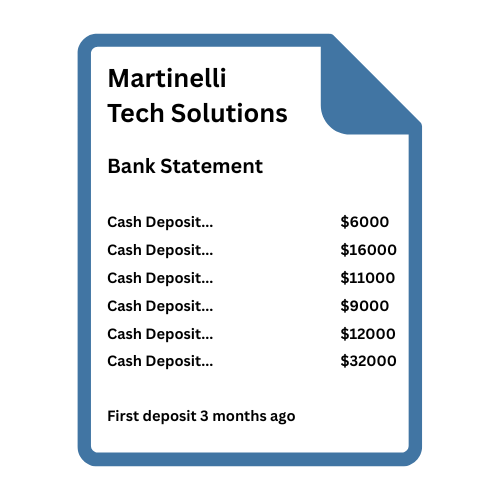 Martinelli
Tech Solutions
Bank Statement
Cash Deposit... $6000
Cash Deposit... $16000
Cash Deposit... $11000
Cash Deposit... $9000
Cash Deposit... $12000
Cash Deposit... $32000
First deposit 3 months ago